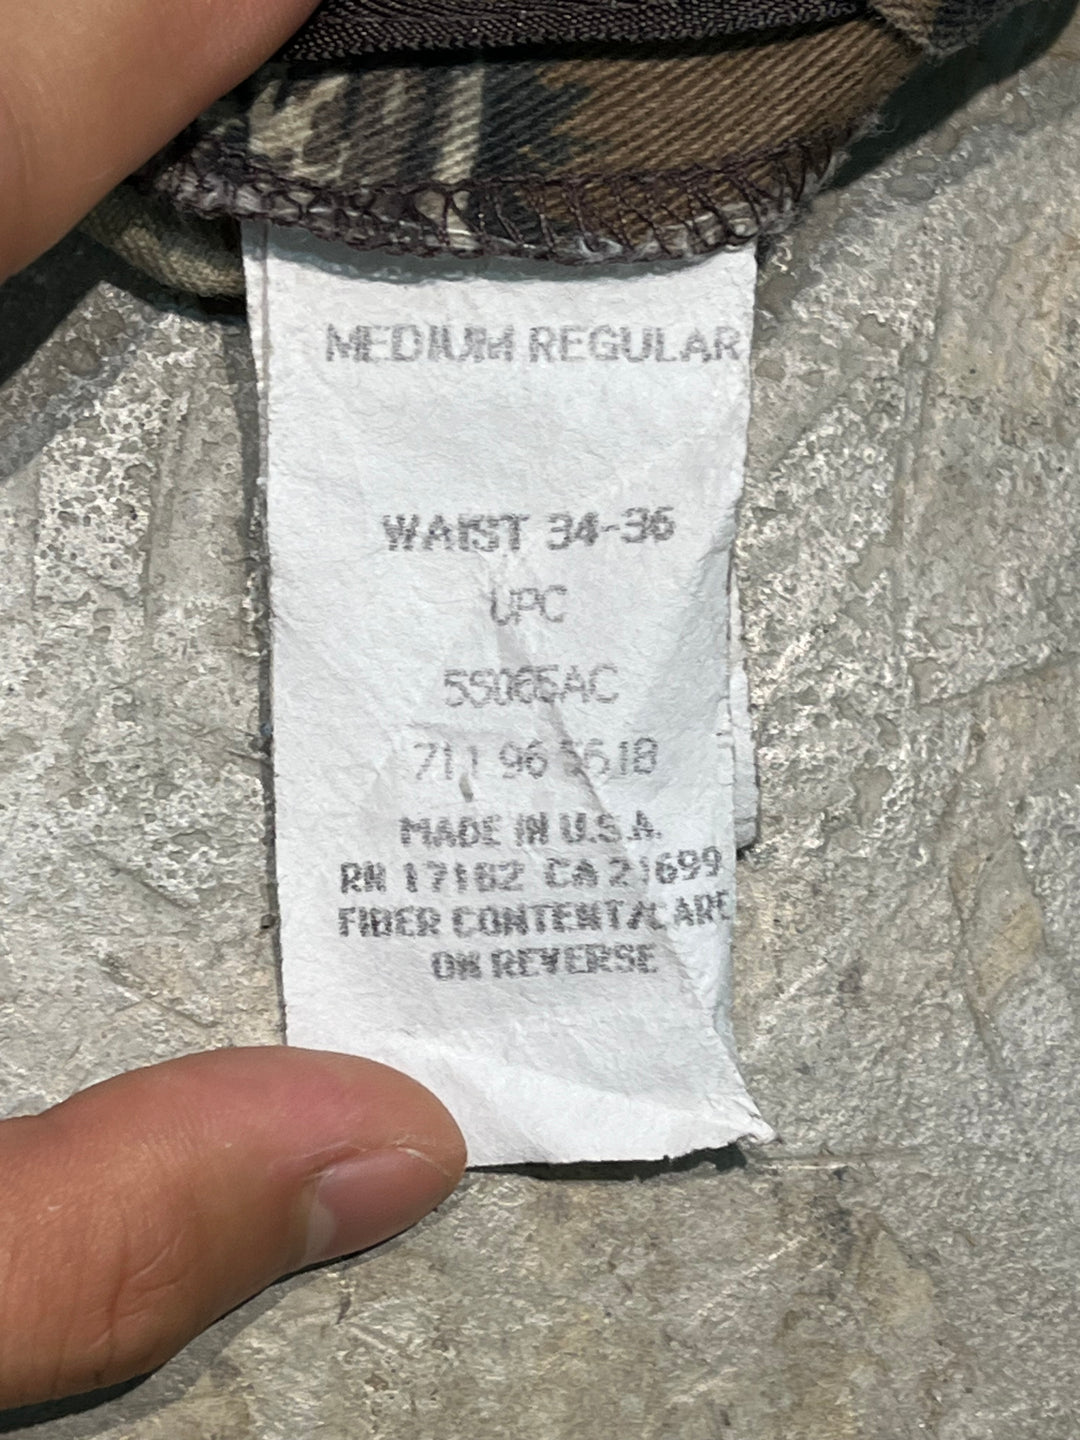 MEDIUM REGULAR
WAIST 34-36
UPC
55065AC
711 96 5618
MADE IN U.S.A.
RN 17182 CA 21699
FIBER CONTENT/CARE
ON REVERSE